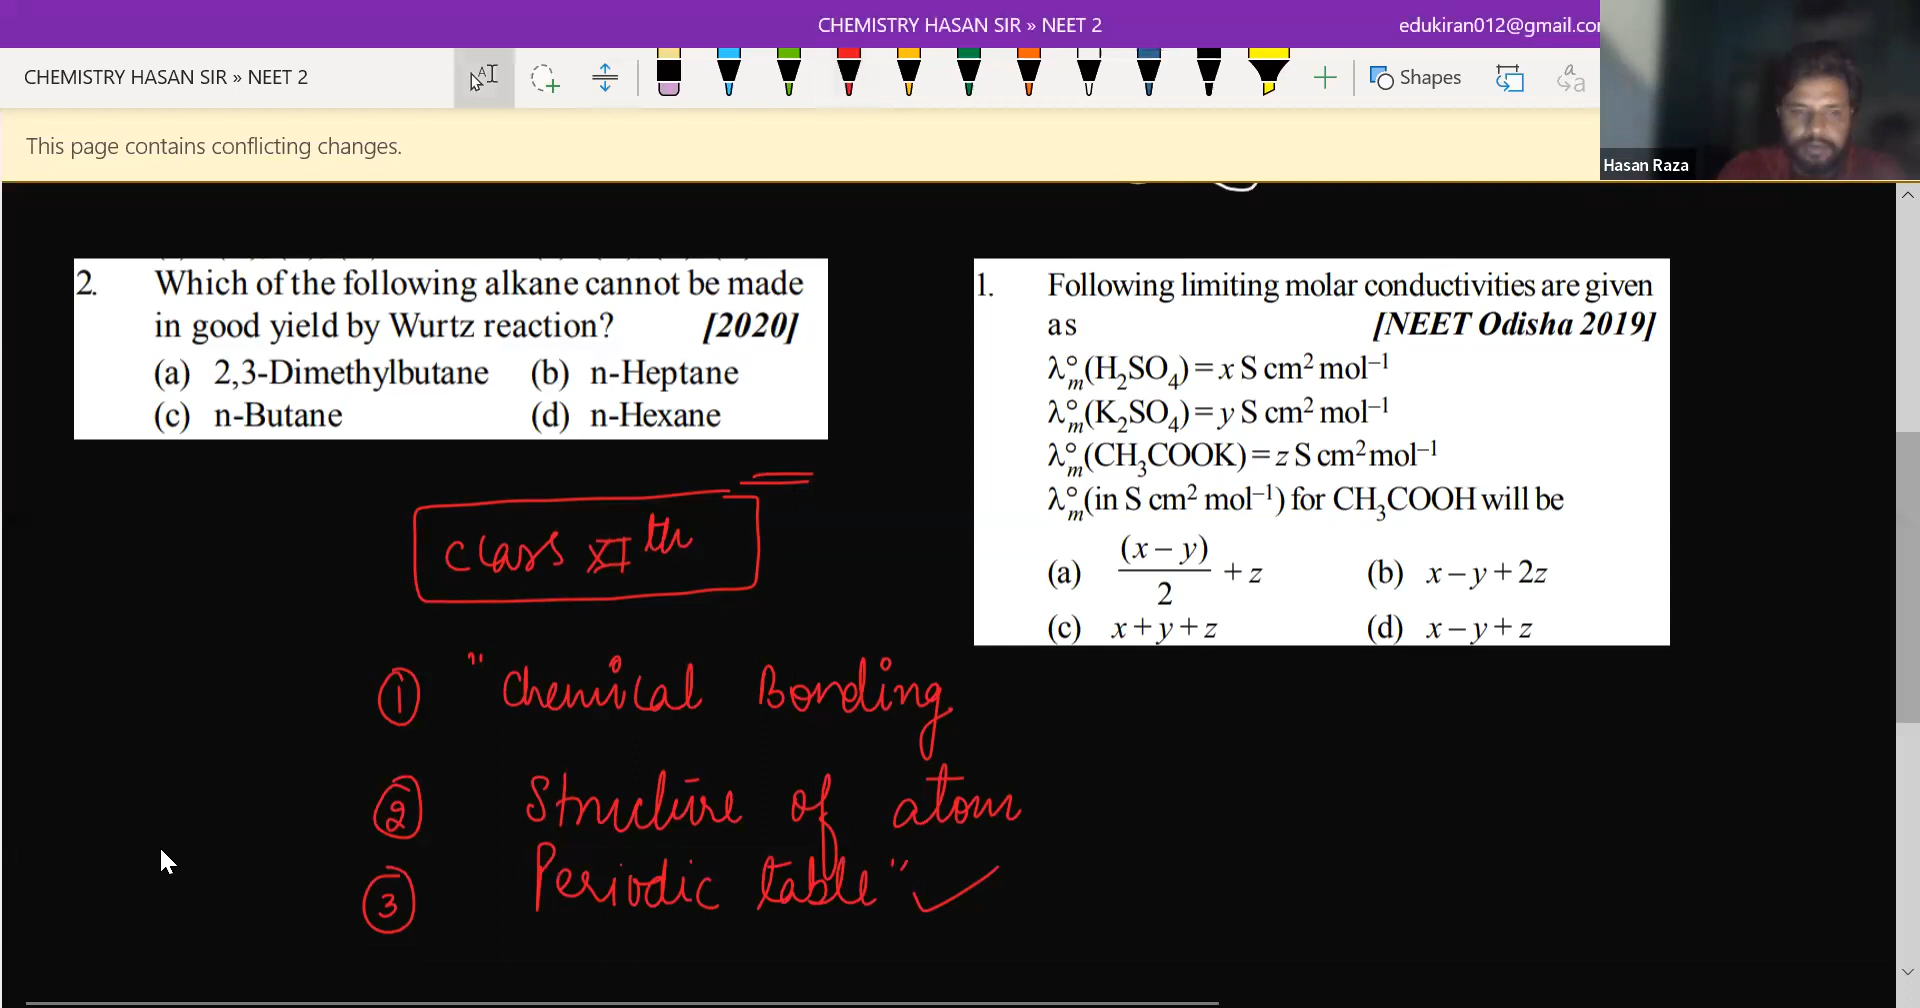 CHEMISTRY HASAN SIR » NEET 2
edukiran012@gmail.co
CHEMISTRY HASAN SIR » NEET 2
Shapes
This page contains conflicting changes.
Hasan Raza
2. Which of the following alkane cannot be made
in good yield by Wurtz reaction? [2020]
(a) 2,3-Dimethylbutane (b) n-Heptane
(c) n-Butane (d) n-Hexane
1. Following limiting molar conductivities are given
as [NEET Odisha 2019]
λ°m(H₂SO₄) = x S cm² mol⁻¹
λ°m(K₂SO₄) = y S cm² mol⁻¹
λ°m(CH₃COOK) = z S cm² mol⁻¹
λ°m(in S cm² mol⁻¹) for CH₃COOH will be
(a) (x – y)/2 + z (b) x – y + 2z
(c) x + y + z (d) x – y + z
Class XIth
① "Chemical Bonding
② Structure of atom
③ Periodic table"